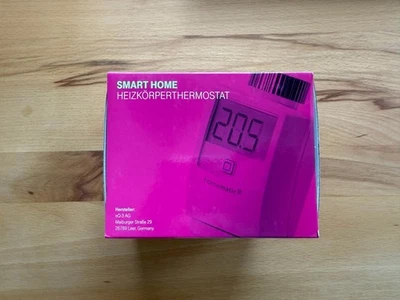 SMART HOME
HEIZKÖRPERTHERMOSTAT
20.5
Hersteller:
eQ-3 AG
Maiburger Straße 29
26789 Leer, Germany